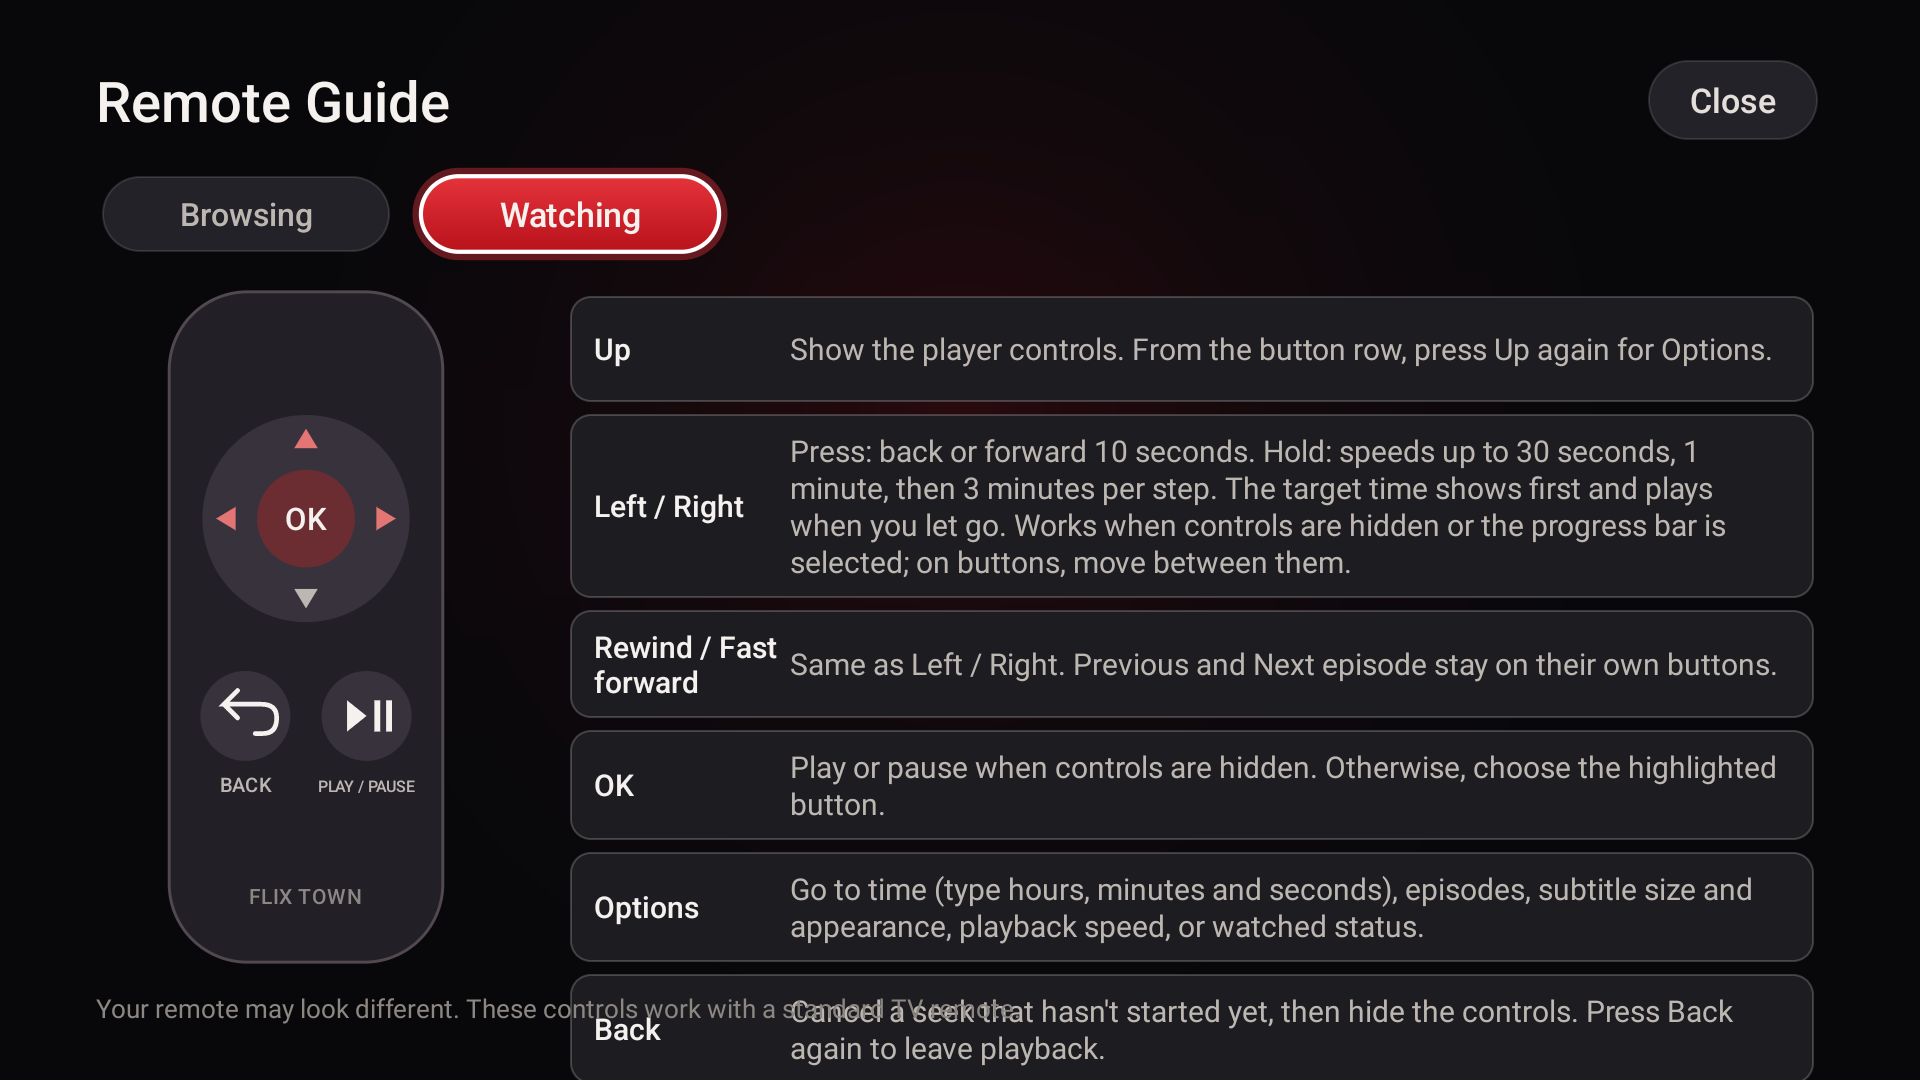 Remote Guide
Close
Browsing
Watching
Up
Show the player controls. From the button row, press Up again for Options.
Left / Right
Press: back or forward 10 seconds. Hold: speeds up to 30 seconds, 1
minute, then 3 minutes per step. The target time shows first and plays
when you let go. Works when controls are hidden or the progress bar is
selected; on buttons, move between them.
Rewind / Fast
forward
Same as Left / Right. Previous and Next episode stay on their own buttons.
OK
Play or pause when controls are hidden. Otherwise, choose the highlighted
button.
Options
Go to time (type hours, minutes and seconds), episodes, subtitle size and
appearance, playback speed, or watched status.
Back
Cancel a seek that hasn't started yet, then hide the controls. Press Back
again to leave playback.
OK
BACK
PLAY / PAUSE
FLIX TOWN
Your remote may look different. These controls work with a standard TV remote.